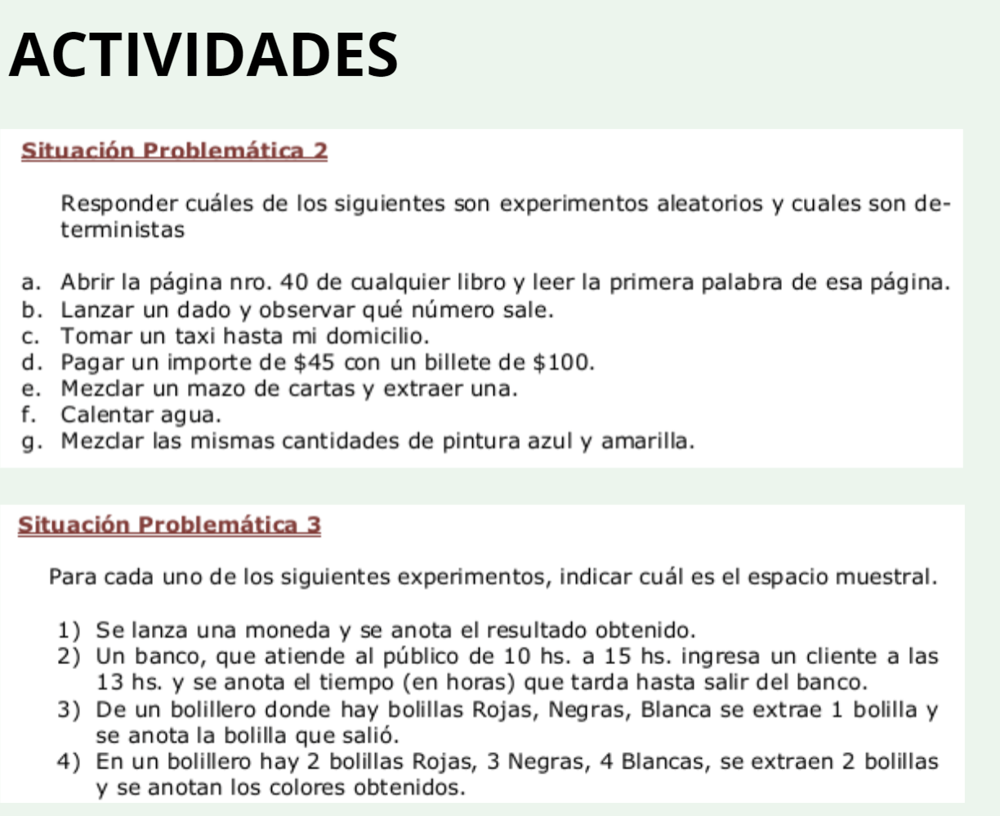 ACTIVIDADES
Situación Problemática 2
Responder cuáles de los siguientes son experimentos aleatorios y cuales son de-
terministas
a. Abrir la página nro. 40 de cualquier libro y leer la primera palabra de esa página.
b. Lanzar un dado y observar qué número sale.
c. Tomar un taxi hasta mi domicilio.
d. Pagar un importe de $45 con un billete de $100.
e. Mezclar un mazo de cartas y extraer una.
f. Calentar agua.
g. Mezclar las mismas cantidades de pintura azul y amarilla.
Situación Problemática 3
Para cada uno de los siguientes experimentos, indicar cuál es el espacio muestral.
1) Se lanza una moneda y se anota el resultado obtenido.
2) Un banco, que atiende al público de 10 hs. a 15 hs. ingresa un cliente a las
13 hs. y se anota el tiempo (en horas) que tarda hasta salir del banco.
3) De un bolillero donde hay bolillas Rojas, Negras, Blanca se extrae 1 bolilla y
se anota la bolilla que salió.
4) En un bolillero hay 2 bolillas Rojas, 3 Negras, 4 Blancas, se extraen 2 bolillas
y se anotan los colores obtenidos.